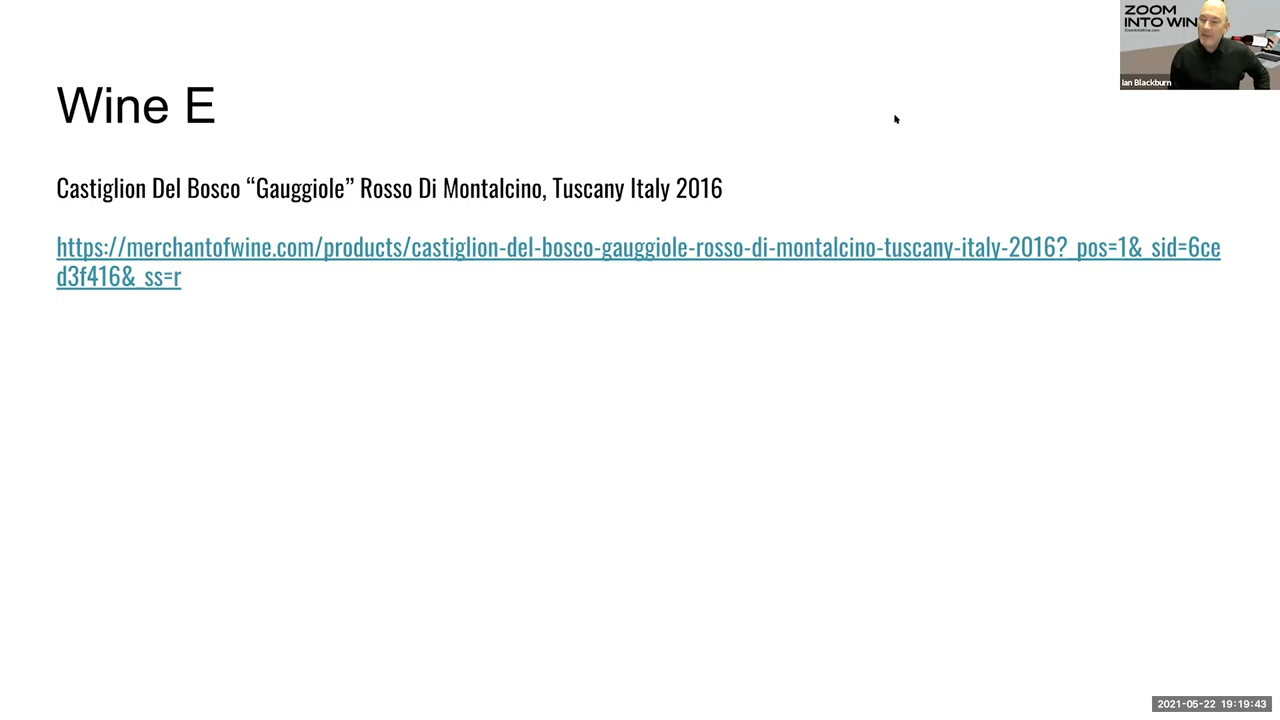 ZOOM
INTO WIN
ZoomIntoWine.com
Ian Blackburn
Wine E
Castiglion Del Bosco “Gauggiole” Rosso Di Montalcino, Tuscany Italy 2016
https://merchantofwine.com/products/castiglion-del-bosco-gauggiole-rosso-di-montalcino-tuscany-italy-2016?_pos=1&_sid=6ce
d3f416&_ss=r
2021-05-22 19:19:43